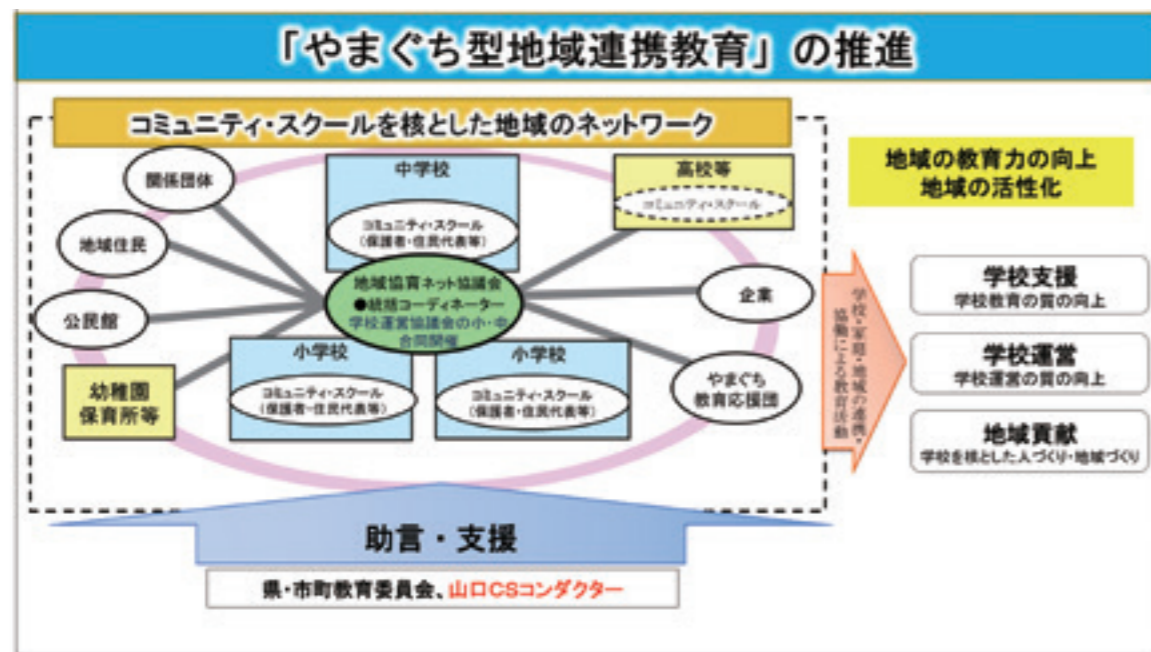 「やまぐち型地域連携教育」の推進
コミュニティ・スクールを核とした地域のネットワーク
関係団体
地域住民
公民館
幼稚園
保育所等
中学校
コミュニティ・スクール
(保護者・住民代表等)
地域協育ネット協議会
●統括コーディネーター
学校運営協議会の小・中
合同開催
小学校
コミュニティ・スクール
(保護者・住民代表等)
小学校
コミュニティ・スクール
(保護者・住民代表等)
高校等
コミュニティ・スクール
企業
やまぐち
教育応援団
学校・家庭・地域の連携・
協働による教育活動
地域の教育力の向上
地域の活性化
学校支援
学校教育の質の向上
学校運営
学校運営の質の向上
地域貢献
学校を核とした人づくり・地域づくり
助言・支援
県・市町教育委員会、山口CSコンダクター